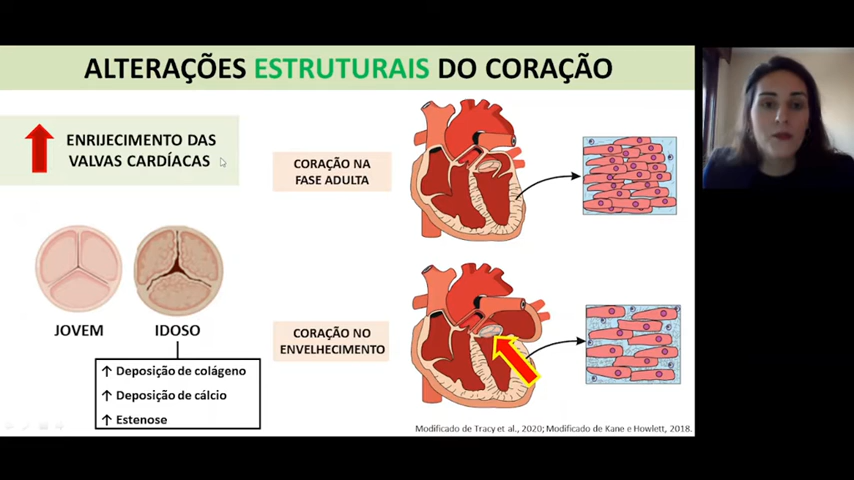 ALTERAÇÕES ESTRUTURAIS DO CORAÇÃO
ENRIJECIMENTO DAS
VALVAS CARDÍACAS
CORAÇÃO NA
FASE ADULTA
JOVEM
IDOSO
CORAÇÃO NO
ENVELHECIMENTO
↑ Deposição de colágeno
↑ Deposição de cálcio
↑ Estenose
Modificado de Tracy et al., 2020; Modificado de Kane e Howlett, 2018.